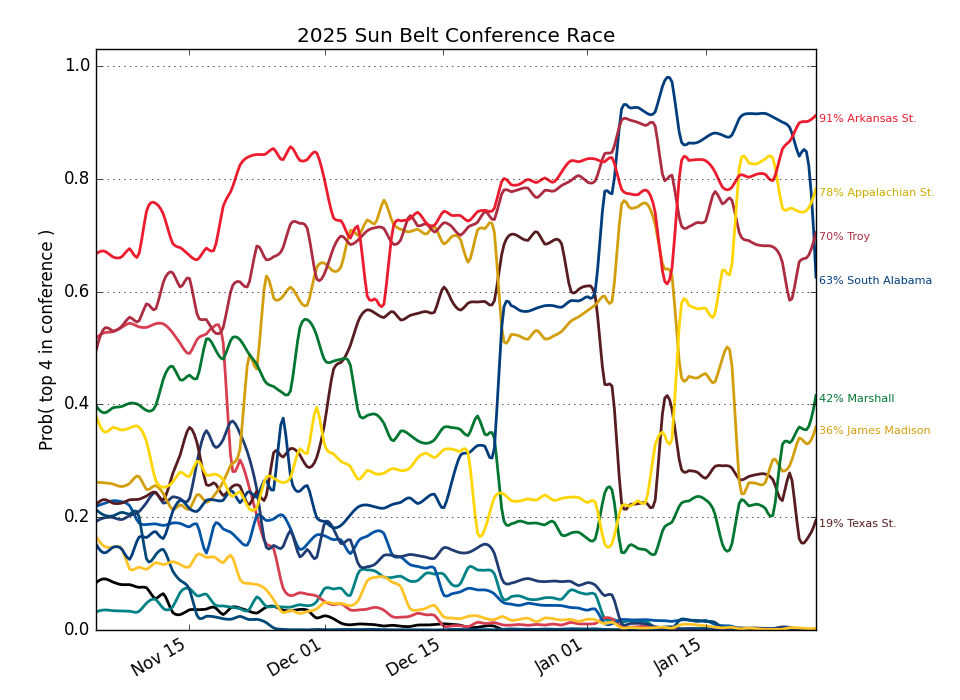 2025 Sun Belt Conference Race
Prob( top 4 in conference )
1.0
0.8
0.6
0.4
0.2
0.0
Nov 15
Dec 01
Dec 15
Jan 01
Jan 15
91% Arkansas St.
78% Appalachian St.
70% Troy
63% South Alabama
42% Marshall
36% James Madison
19% Texas St.